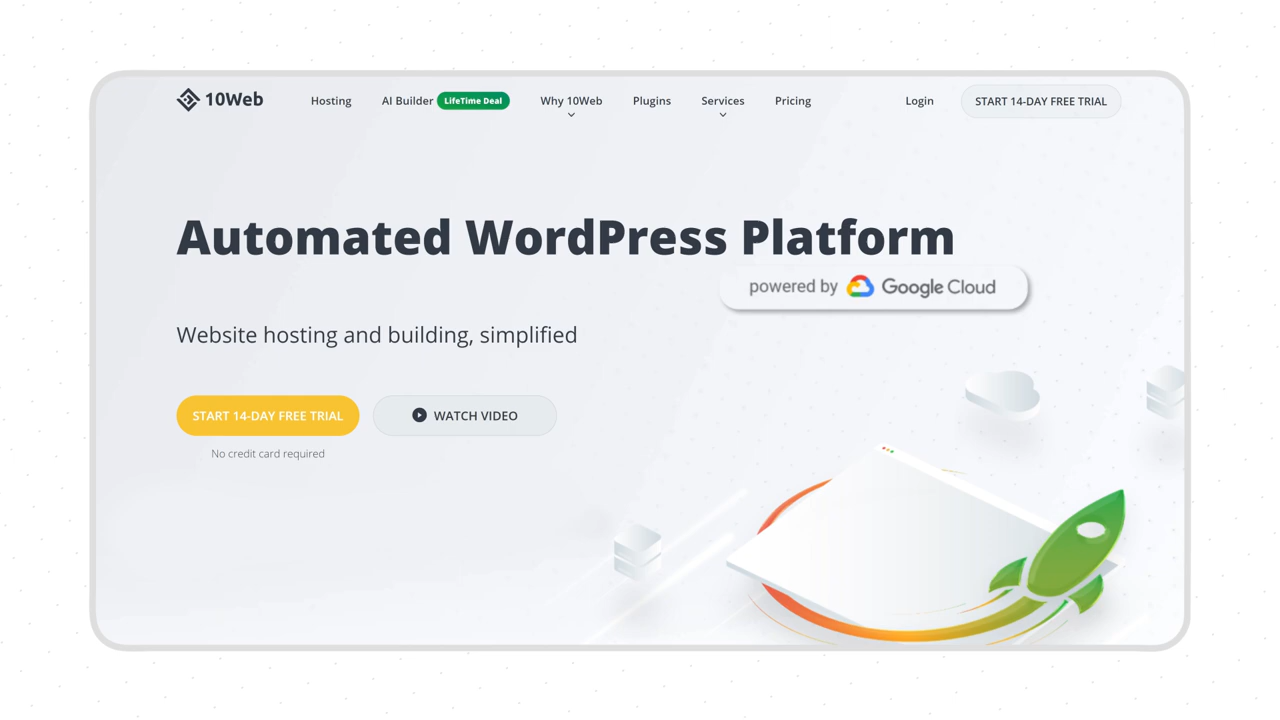 10Web
Hosting
AI Builder
LifeTime Deal
Why 10Web
Plugins
Services
Pricing
Login
START 14-DAY FREE TRIAL
Automated WordPress Platform
powered by Google Cloud
Website hosting and building, simplified
START 14-DAY FREE TRIAL
WATCH VIDEO
No credit card required